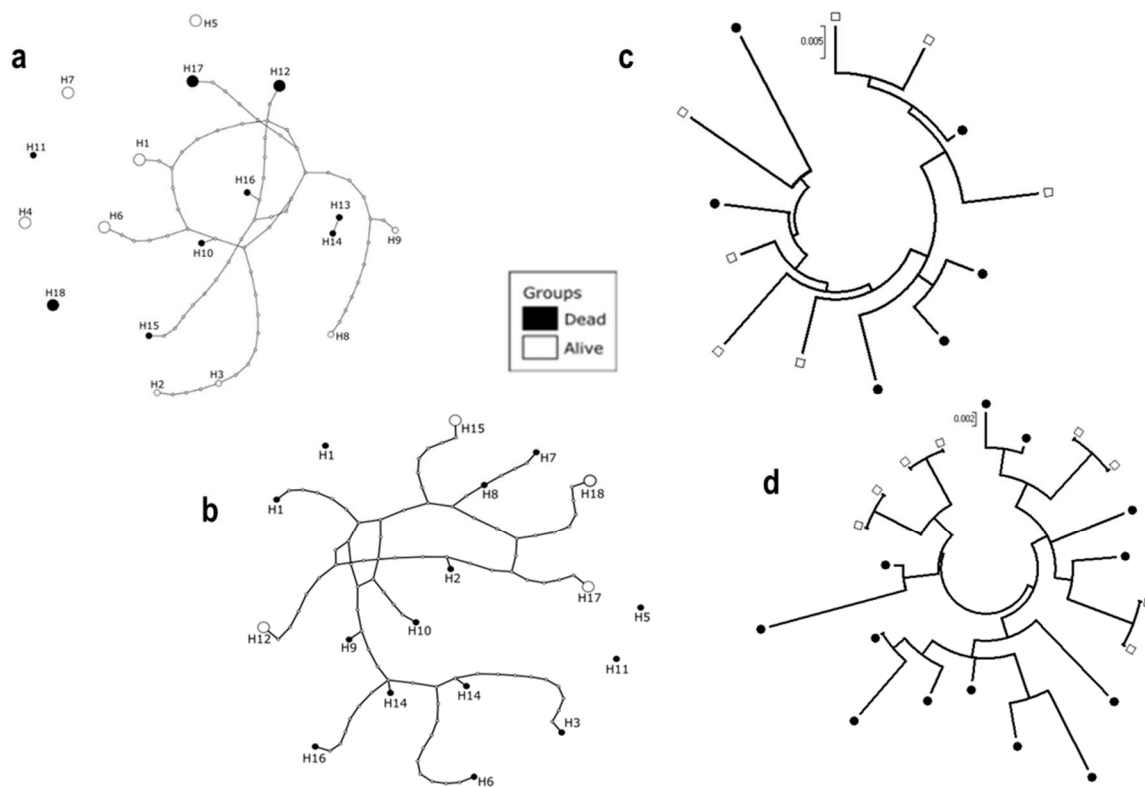 a
H5
H17
H12
H7
H1
H11
H16
H13
H4
H6
H14
H9
H10
H18
H15
H8
H3
H2
Groups
Dead
Alive
c
0.005
b
H1
H15
H7
H8
H1
H18
H2
H17
H5
H12
H10
H9
H11
H14
H14
H3
H16
H6
d
0.002